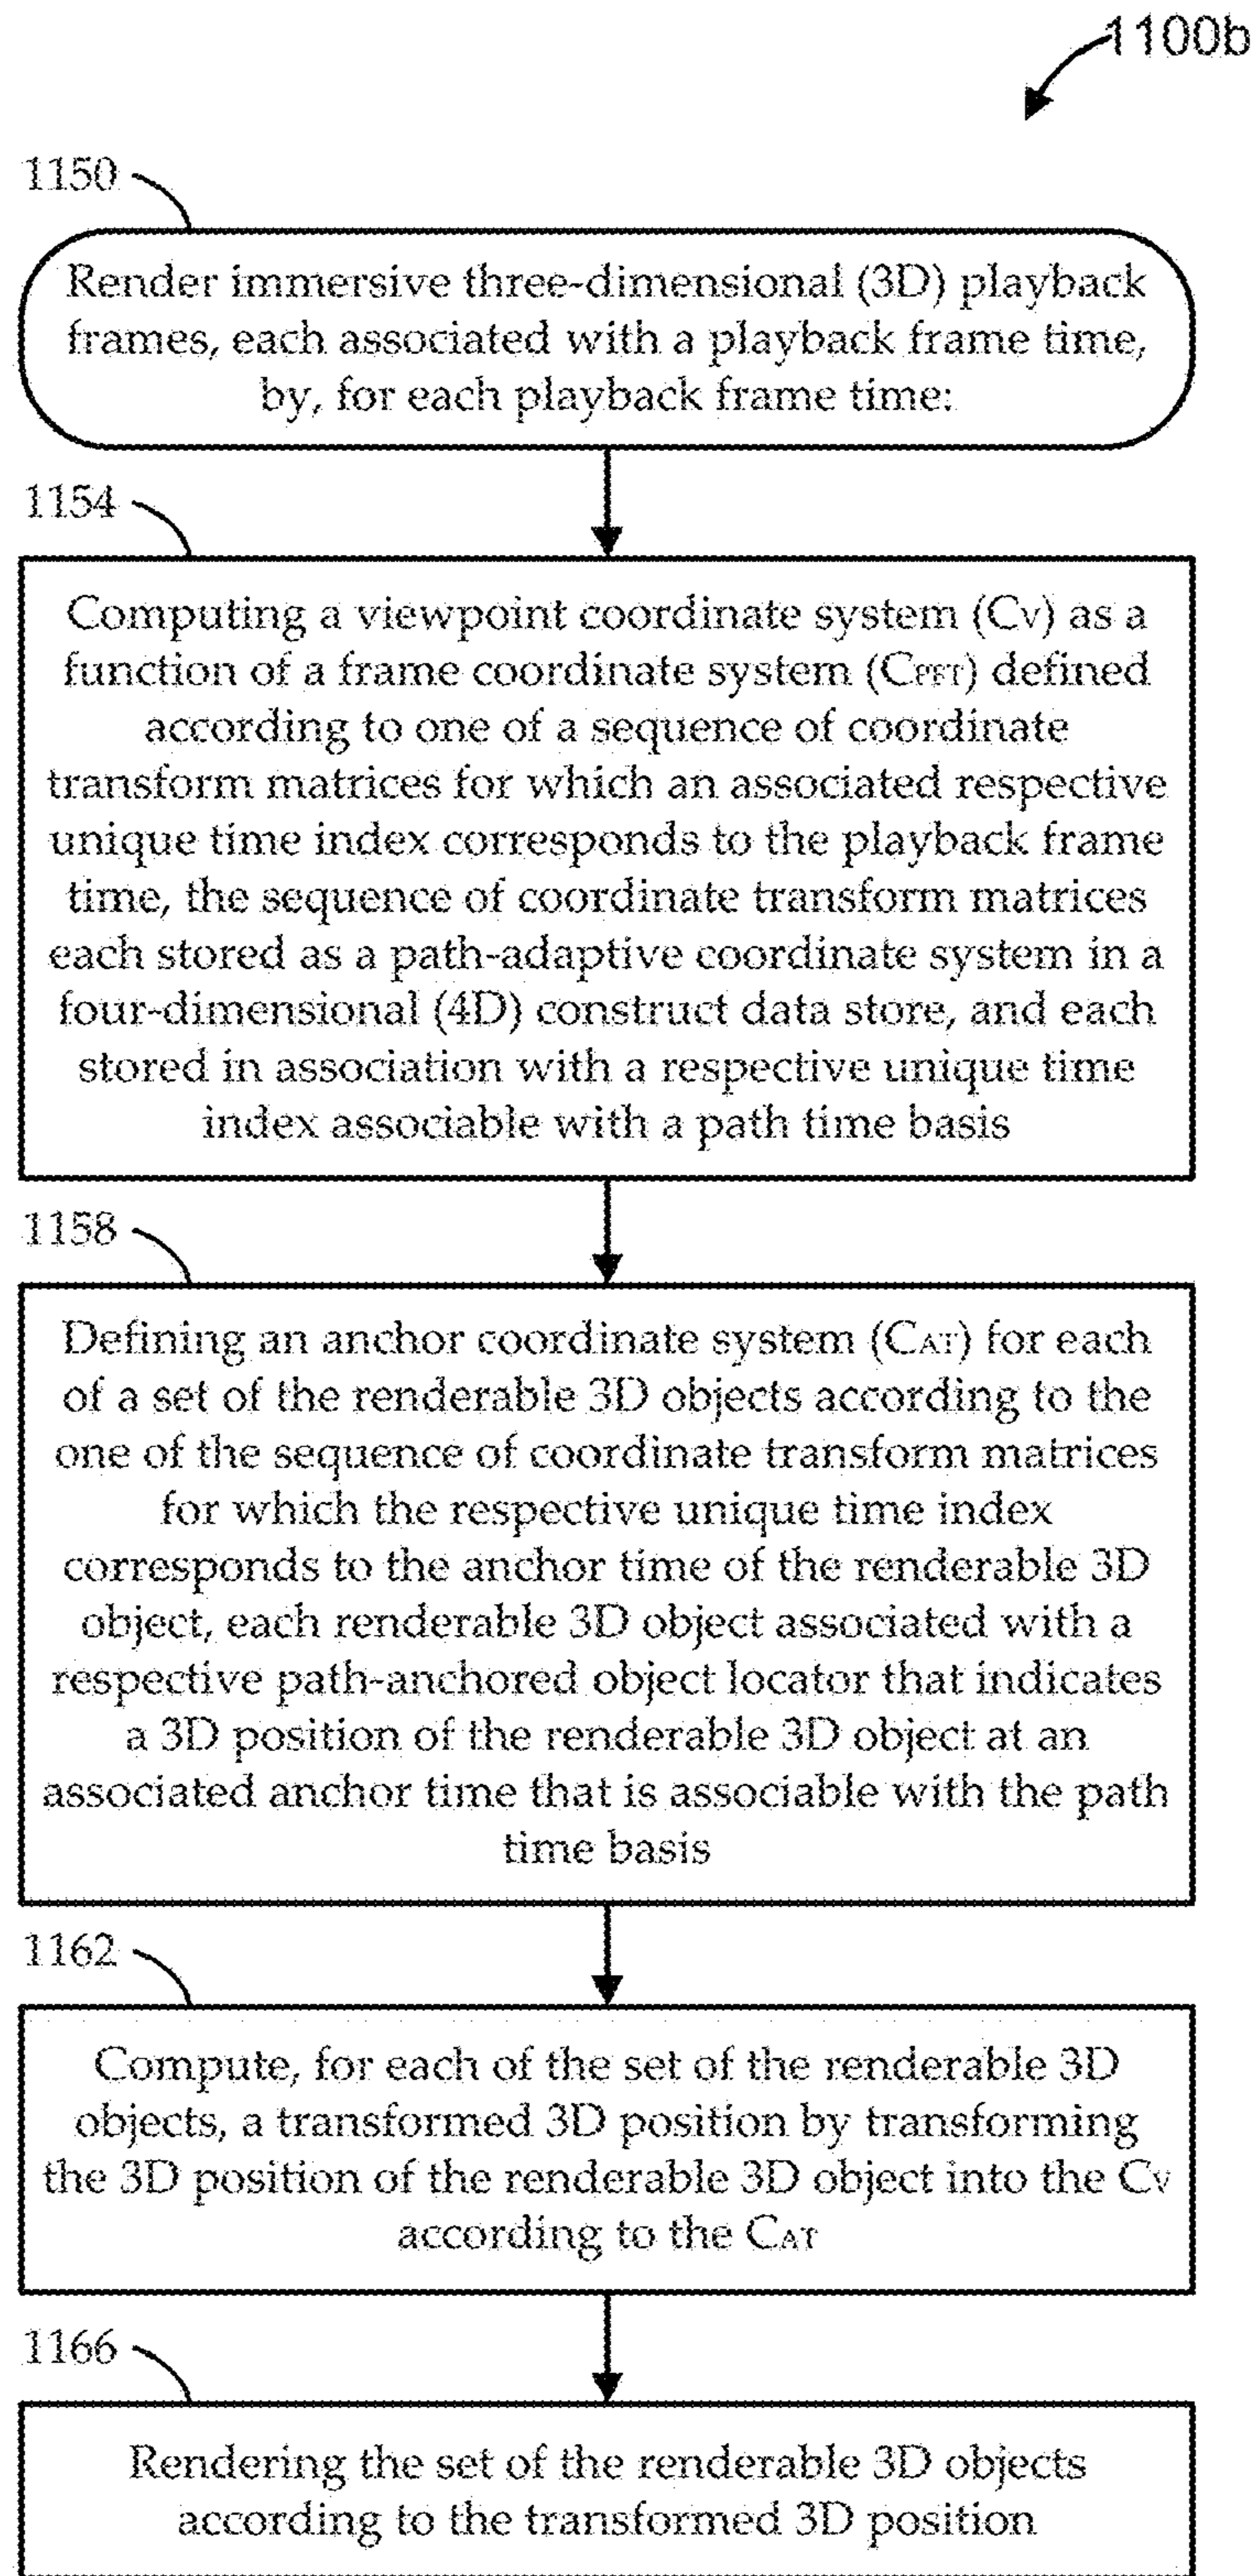 1100b
1150
Render immersive three-dimensional (3D) playback
frames, each associated with a playback frame time,
by, for each playback frame time:
1154
Computing a viewpoint coordinate system (CV) as a
function of a frame coordinate system (CPFT) defined
according to one of a sequence of coordinate
transform matrices for which an associated respective
unique time index corresponds to the playback frame
time, the sequence of coordinate transform matrices
each stored as a path-adaptive coordinate system in a
four-dimensional (4D) construct data store, and each
stored in association with a respective unique time
index associable with a path time basis
1158
Defining an anchor coordinate system (CAT) for each
of a set of the renderable 3D objects according to the
one of the sequence of coordinate transform matrices
for which the respective unique time index
corresponds to the anchor time of the renderable 3D
object, each renderable 3D object associated with a
respective path-anchored object locator that indicates
a 3D position of the renderable 3D object at an
associated anchor time that is associable with the path
time basis
1162
Compute, for each of the set of the renderable 3D
objects, a transformed 3D position by transforming
the 3D position of the renderable 3D object into the CV
according to the CAT
1166
Rendering the set of the renderable 3D objects
according to the transformed 3D position